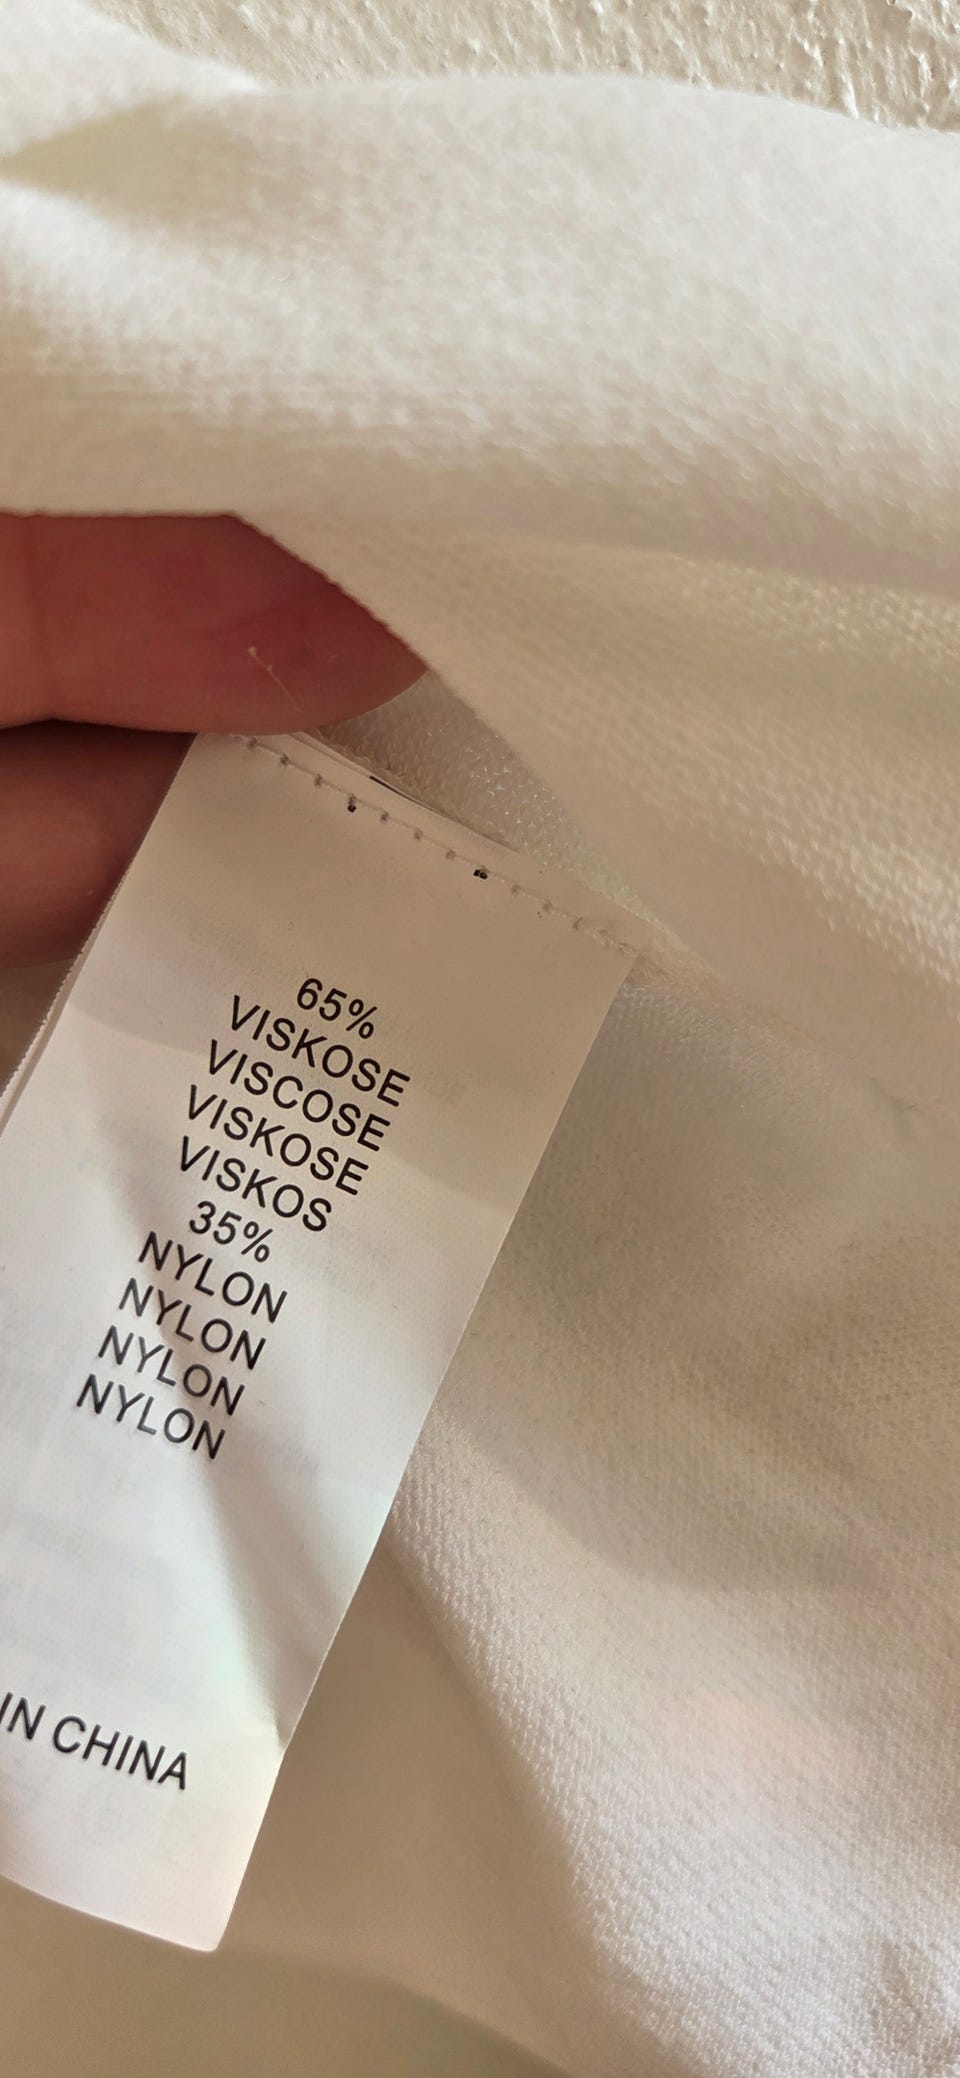 65%
VISKOSE
VISCOSE
VISKOSE
VISKOS
35%
NYLON
NYLON
NYLON
NYLON
IN CHINA